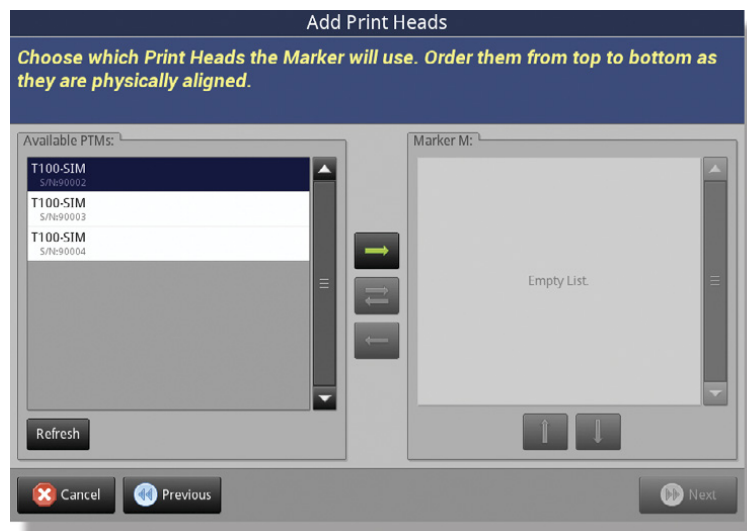 Add Print Heads
Choose which Print Heads the Marker will use. Order them from top to bottom as
they are physically aligned.
Available PTMs:
T100-SIM
S/N:90002
T100-SIM
S/N:90003
T100-SIM
S/N:90004
Refresh
Marker M:
Empty List.
Cancel
Previous
Next